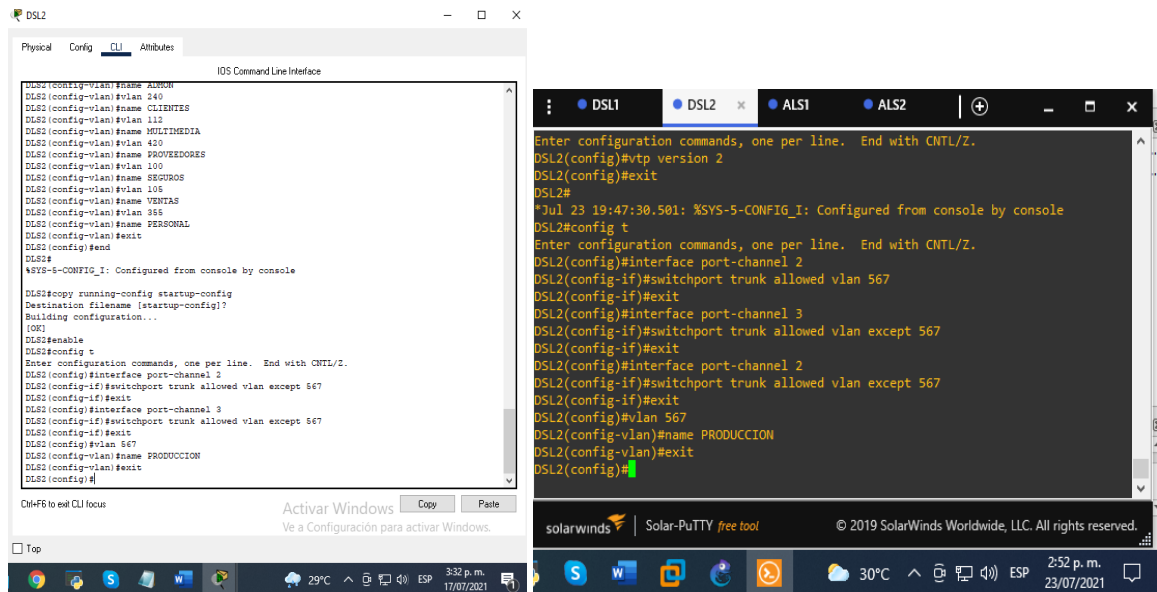 DSL2
Physical Config CLI Attributes
IOS Command Line Interface
DLS2(config-vlan)#name ADMON
DLS2(config-vlan)#vlan 240
DLS2(config-vlan)#name CLIENTES
DLS2(config-vlan)#vlan 112
DLS2(config-vlan)#name MULTIMEDIA
DLS2(config-vlan)#vlan 420
DLS2(config-vlan)#name PROVEEDORES
DLS2(config-vlan)#vlan 100
DLS2(config-vlan)#name SEGUROS
DLS2(config-vlan)#vlan 105
DLS2(config-vlan)#name VENTAS
DLS2(config-vlan)#vlan 355
DLS2(config-vlan)#name PERSONAL
DLS2(config-vlan)#exit
DLS2(config)#end
DLS2#
%SYS-5-CONFIG_I: Configured from console by console
DLS2#copy running-config startup-config
Destination filename [startup-config]?
Building configuration...
[OK]
DLS2#enable
DLS2#config t
Enter configuration commands, one per line. End with CNTL/Z.
DLS2(config)#interface port-channel 2
DLS2(config-if)#switchport trunk allowed vlan except 567
DLS2(config-if)#exit
DLS2(config)#interface port-channel 3
DLS2(config-if)#switchport trunk allowed vlan except 567
DLS2(config-if)#exit
DLS2(config)#vlan 567
DLS2(config-vlan)#name PRODUCCION
DLS2(config-vlan)#exit
DLS2(config)#
Ctrl+F6 to exit CLI focus
Copy Paste
Activar Windows
Ve a Configuración para activar Windows.
Top
29°C ESP 3:32 p. m.
17/07/2021
DSL1 DSL2 ALS1 ALS2
Enter configuration commands, one per line. End with CNTL/Z.
DSL2(config)#vtp version 2
DSL2(config)#exit
DSL2#
*Jul 23 19:47:30.501: %SYS-5-CONFIG_I: Configured from console by console
DSL2#config t
Enter configuration commands, one per line. End with CNTL/Z.
DSL2(config)#interface port-channel 2
DSL2(config-if)#switchport trunk allowed vlan 567
DSL2(config-if)#exit
DSL2(config)#interface port-channel 3
DSL2(config-if)#switchport trunk allowed vlan except 567
DSL2(config-if)#exit
DSL2(config)#interface port-channel 2
DSL2(config-if)#switchport trunk allowed vlan except 567
DSL2(config-if)#exit
DSL2(config)#vlan 567
DSL2(config-vlan)#name PRODUCCION
DSL2(config-vlan)#exit
DSL2(config)#
solarwinds Solar-PuTTY free tool © 2019 SolarWinds Worldwide, LLC. All rights reserved.
30°C ESP 2:52 p. m.
23/07/2021